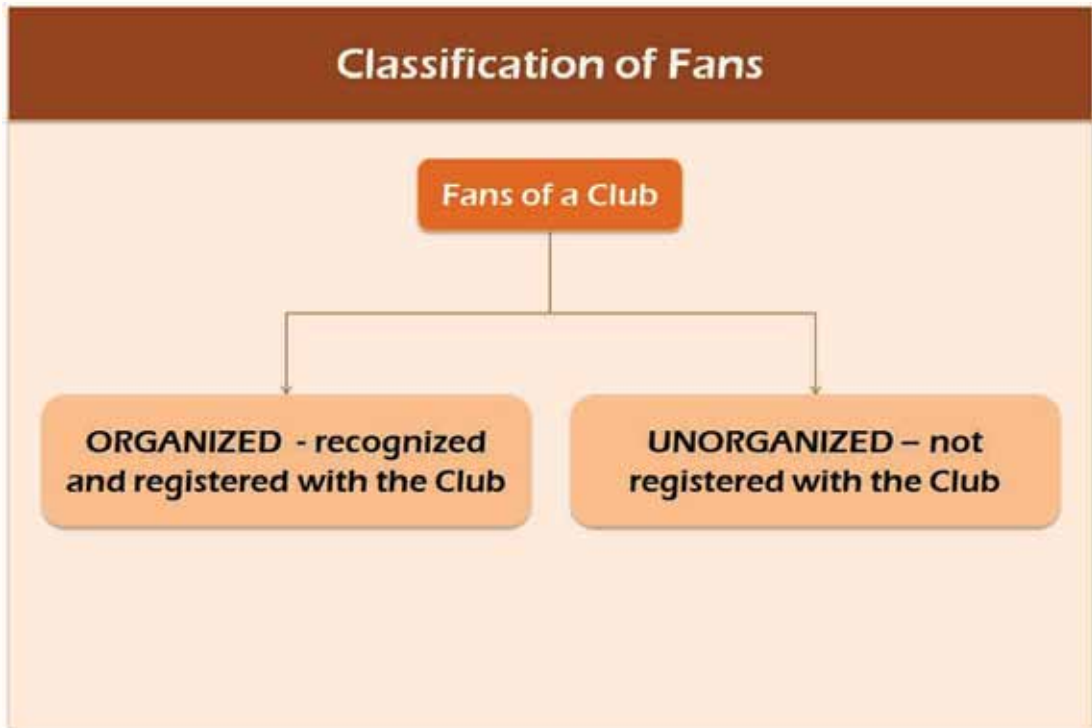 Classification of Fans
Fans of a Club
ORGANIZED - recognized
and registered with the Club
UNORGANIZED – not
registered with the Club